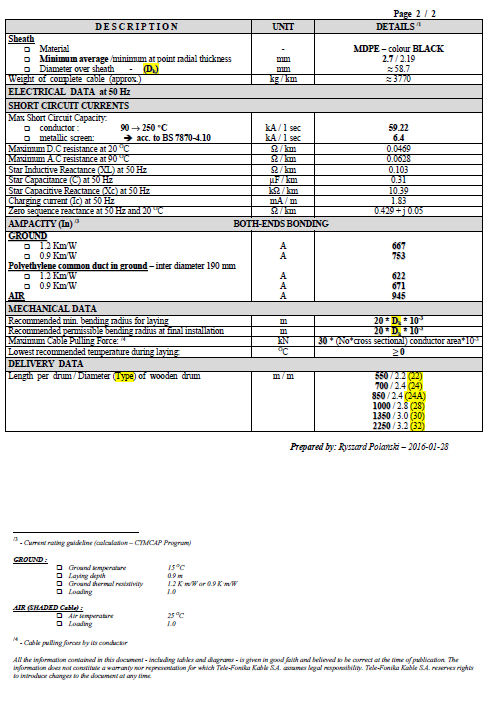 Page 2 / 2
DESCRIPTION UNIT DETAILS /1
Sheath
Material - MDPE – colour BLACK
Minimum average /minimum at point radial thickness mm 2.7 / 2.19
Diameter over sheath - (Dk) mm ≈ 58.7
Weight of complete cable (approx.) kg / km ≈ 3770
ELECTRICAL DATA at 50 Hz
SHORT CIRCUIT CURRENTS
Max Short Circuit Capacity:
conductor : 90 → 250 °C kA / 1 sec 59.22
metallic screen: ➔ acc. to BS 7870-4.10 kA / 1 sec 6.4
Maximum D.C resistance at 20 °C Ω / km 0.0469
Maximum A.C resistance at 90 °C Ω / km 0.0628
Star Inductive Reactance (XL) at 50 Hz Ω / km 0.103
Star Capacitance (C) at 50 Hz µF / km 0.31
Star Capacitive Reactance (Xc) at 50 Hz kΩ / km 10.39
Charging current (Ic) at 50 Hz mA / m 1.83
Zero sequence reactance at 50 Hz and 20 °C Ω / km 0.429 + j 0.05
AMPACITY (In) /3 BOTH-ENDS BONDING
GROUND
1.2 Km/W A 667
0.9 Km/W A 753
Polyethylene common duct in ground – inter diameter 190 mm
1.2 Km/W A 622
0.9 Km/W A 671
AIR A 945
MECHANICAL DATA
Recommended min. bending radius for laying m 20 * Dk * 10-3
Recommended permissible bending radius at final installation m 20 * Dk * 10-3
Maximum Cable Pulling Force: /4 kN 30 * (No*cross sectional) conductor area*10-3
Lowest recommended temperature during laying: °C ≥ 0
DELIVERY DATA
Length per drum / Diameter (Type) of wooden drum m / m 550 / 2.2 (22)
700 / 2.4 (24)
850 / 2.4 (24A)
1000 / 2.8 (28)
1350 / 3.0 (30)
2250 / 3.2 (32)
Prepared by: Ryszard Polański – 2016-01-28
/3 - Current rating guideline (calculation – CYMCAP Program)
GROUND :
Ground temperature 15 °C
Laying depth 0.9 m
Ground thermal resistivity 1.2 K·m/W or 0.9 K·m/W
Loading 1.0
AIR (SHADED Cable) :
Air temperature 25 °C
Loading 1.0
/4 - Cable pulling forces by its conductor
All the information contained in this document - including tables and diagrams - is given in good faith and believed to be correct at the time of publication. The
information does not constitute a warranty nor representation for which Tele-Fonika Kable S.A. assumes legal responsibility. Tele-Fonika Kable S.A. reserves rights
to introduce changes to the document at any time.